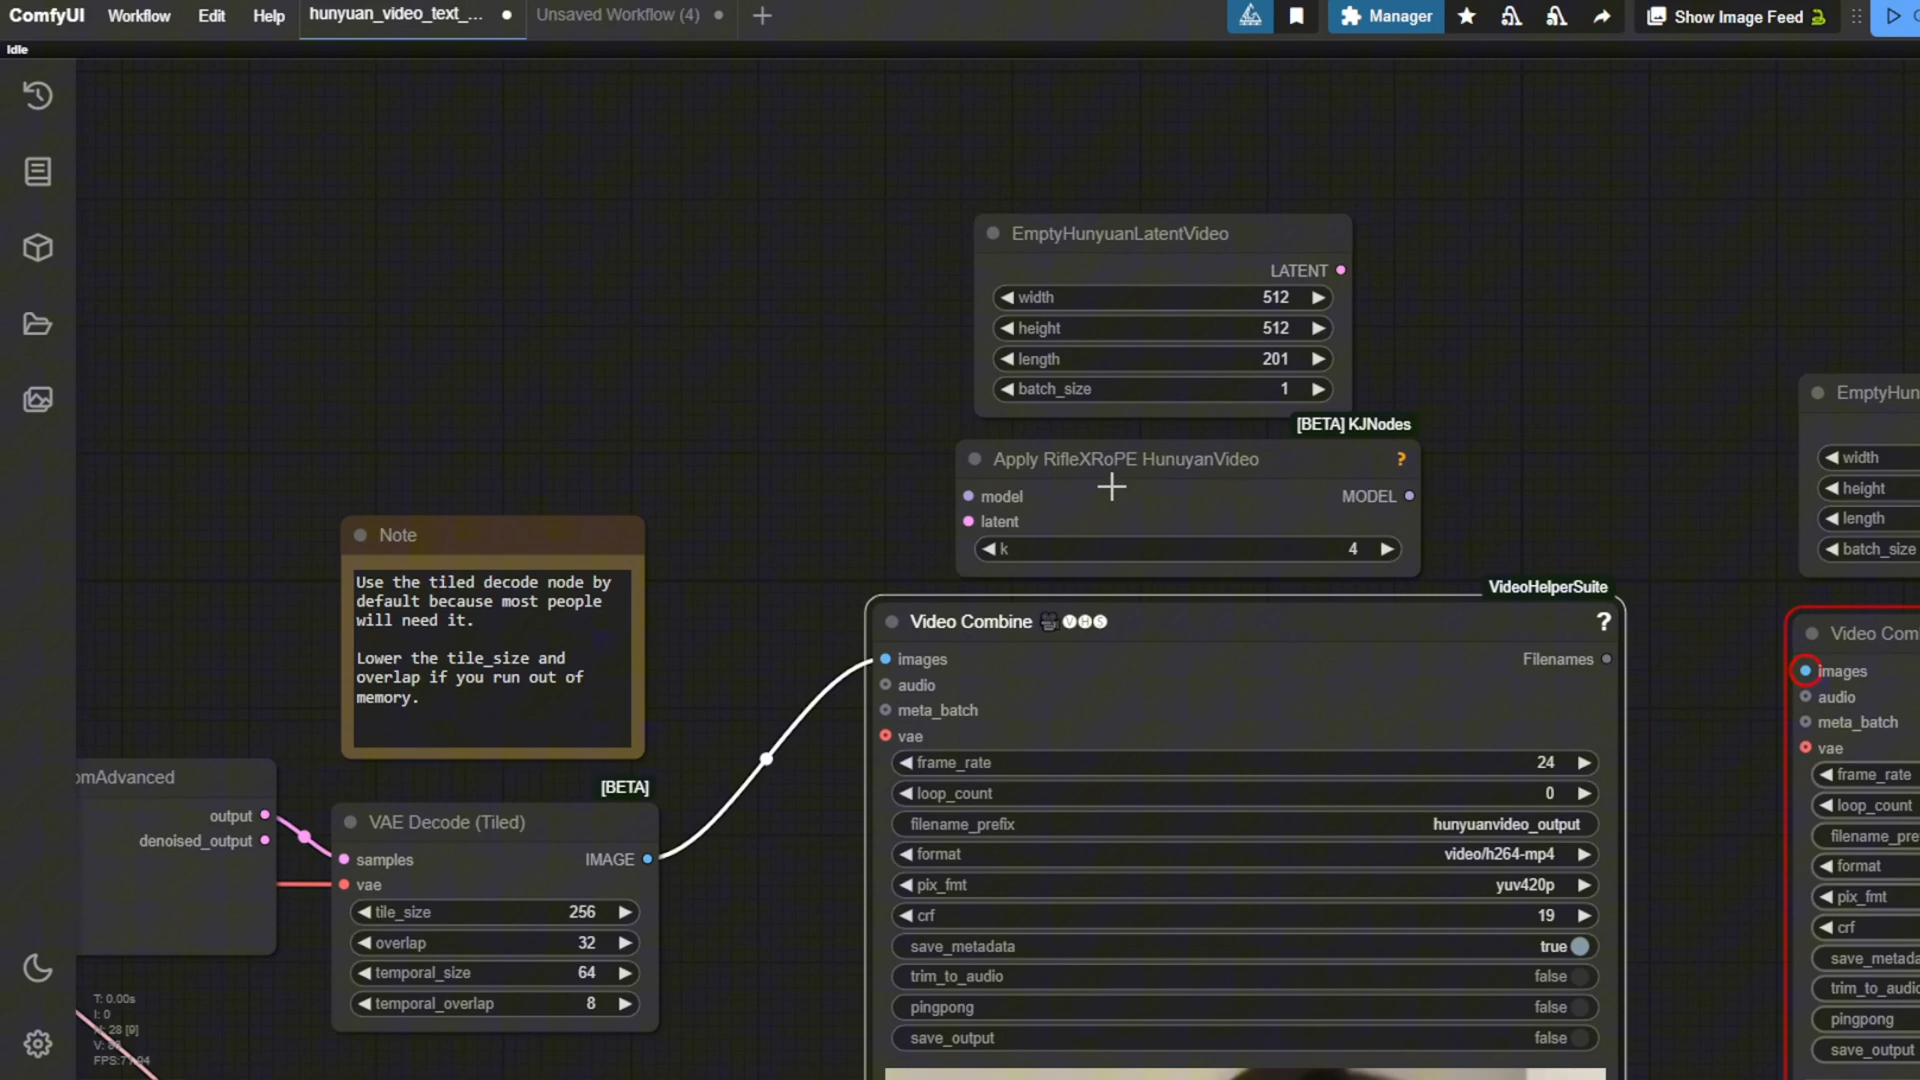 ComfyUI Workflow Edit Help hunyuan_video_text_... Unsaved Workflow (4)
Manager Show Image Feed
Idle
EmptyHunyuanLatentVideo
LATENT
width 512
height 512
length 201
batch_size 1
[BETA] KJNodes
Apply RifleXRoPE HunuyanVideo ?
model MODEL
latent
k 4
Note
Use the tiled decode node by
default because most people
will need it.
Lower the tile_size and
overlap if you run out of
memory.
omAdvanced
output
denoised_output
[BETA]
VAE Decode (Tiled)
samples IMAGE
vae
tile_size 256
overlap 32
temporal_size 64
temporal_overlap 8
VideoHelperSuite
Video Combine VHS ?
images Filenames
audio
meta_batch
vae
frame_rate 24
loop_count 0
filename_prefix hunyuanvideo_output
format video/h264-mp4
pix_fmt yuv420p
crf 19
save_metadata true
trim_to_audio false
pingpong false
save_output false
EmptyHun
width
height
length
batch_size
Video Com
images
audio
meta_batch
vae
frame_rate
loop_count
filename_pre
format
pix_fmt
crf
save_metada
trim_to_audio
pingpong
save_output
T: 0.00s
I: 0
N: 28 [9]